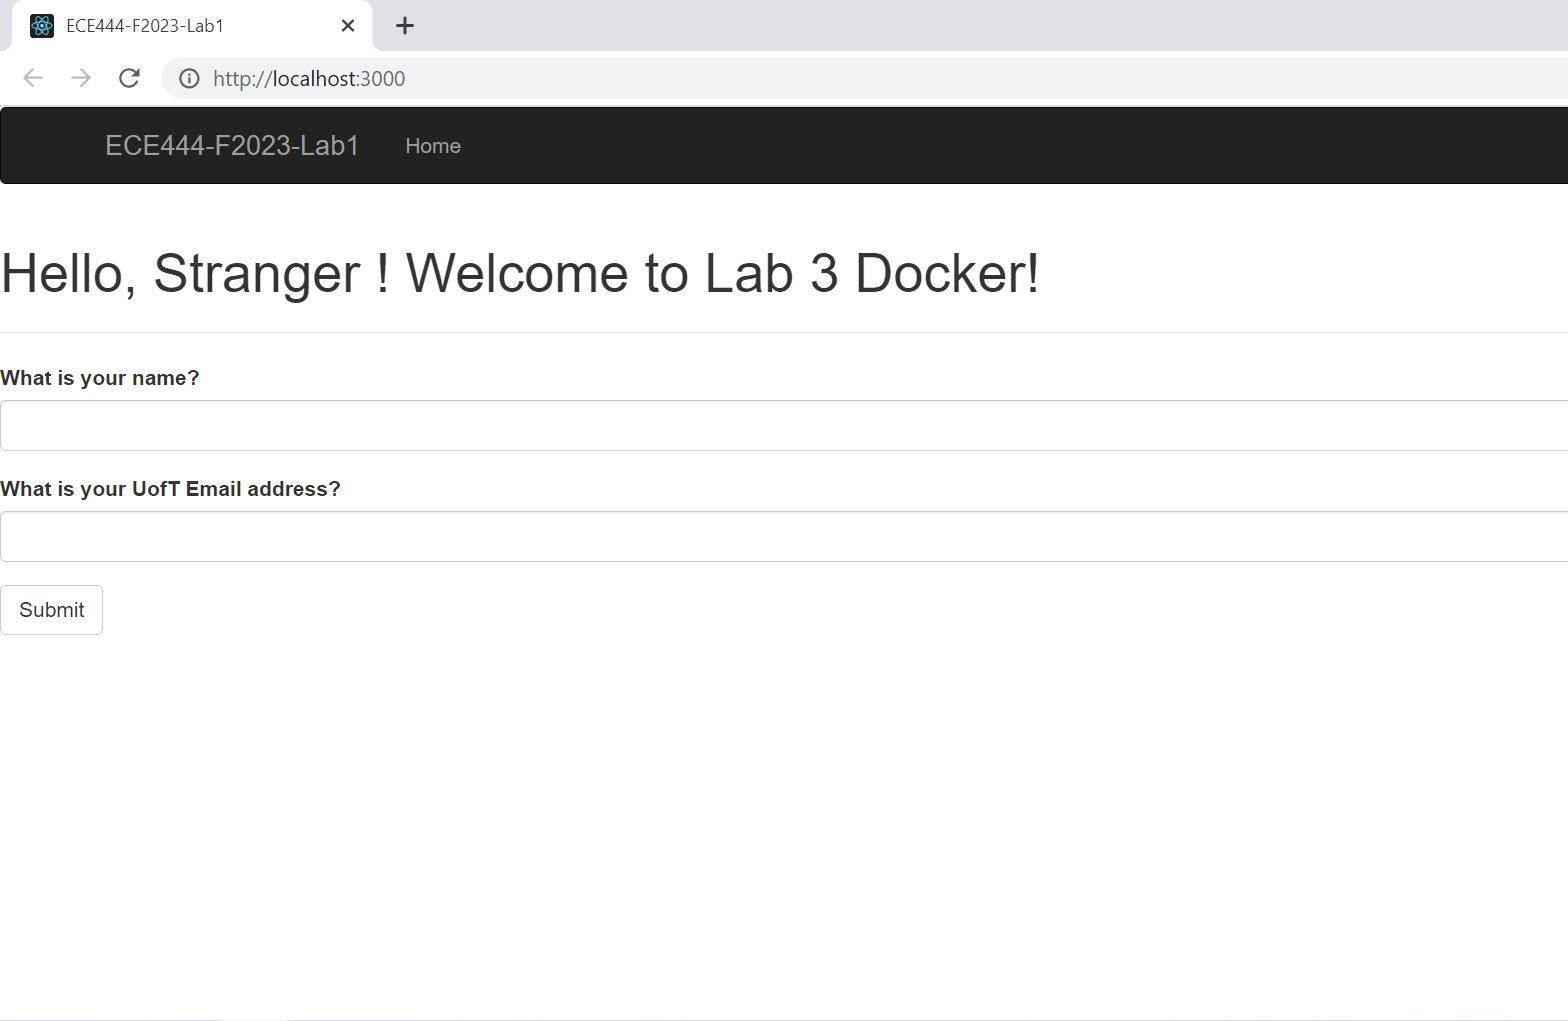 ECE444-F2023-Lab1
http://localhost:3000
ECE444-F2023-Lab1 Home
Hello, Stranger ! Welcome to Lab 3 Docker!
What is your name?
What is your UofT Email address?
Submit